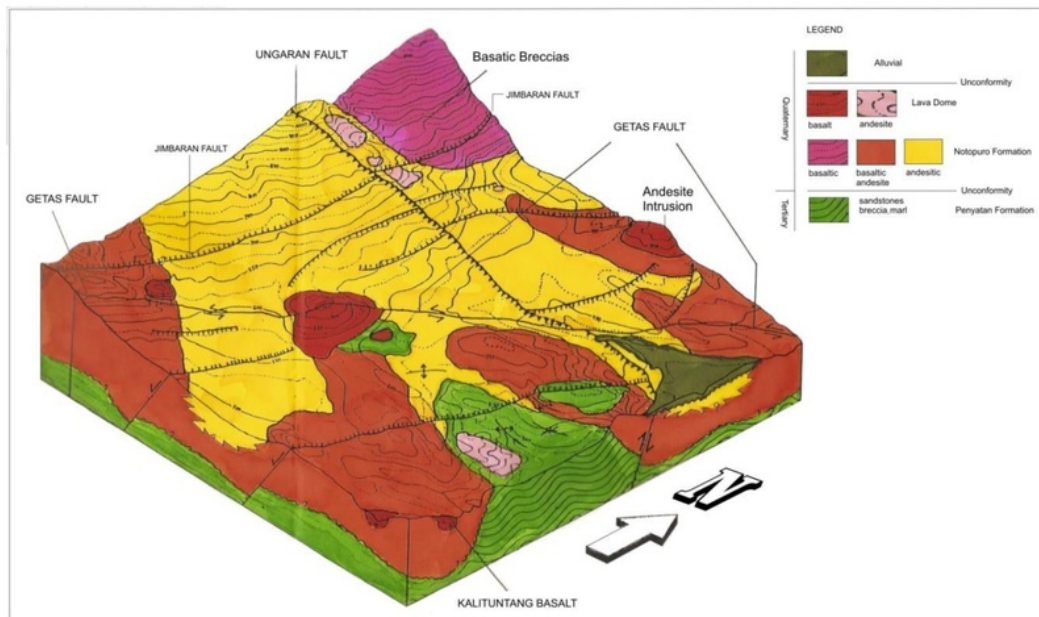 LEGEND
UNGARAN FAULT
Basatic Breccias
JIMBARAN FAULT
GETAS FAULT
JIMBARAN FAULT
GETAS FAULT
Andesite
Intrusion
KALITUNTANG BASALT
N
Quaternary
Tertiary
Alluvial
Unconformity
Lava Dome
basalt
andesite
Notopuro Formation
basaltic
basaltic
andesite
andesitic
Unconformity
sandstones
breccia,marl
Penyatan Formation